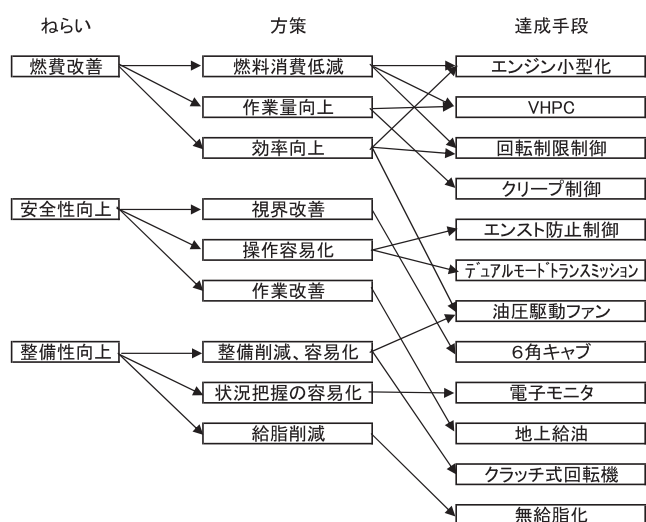 ねらい 方策 達成手段
燃費改善 燃料消費低減 エンジン小型化
作業量向上 VHPC
効率向上 回転制限制御
クリープ制御
安全性向上 視界改善
エンスト防止制御
操作容易化
デュアルモードトランスミッション
作業改善
油圧駆動ファン
整備性向上 整備削減、容易化 6角キャブ
状況把握の容易化 電子モニタ
給脂削減 地上給油
クラッチ式回転機
無給脂化